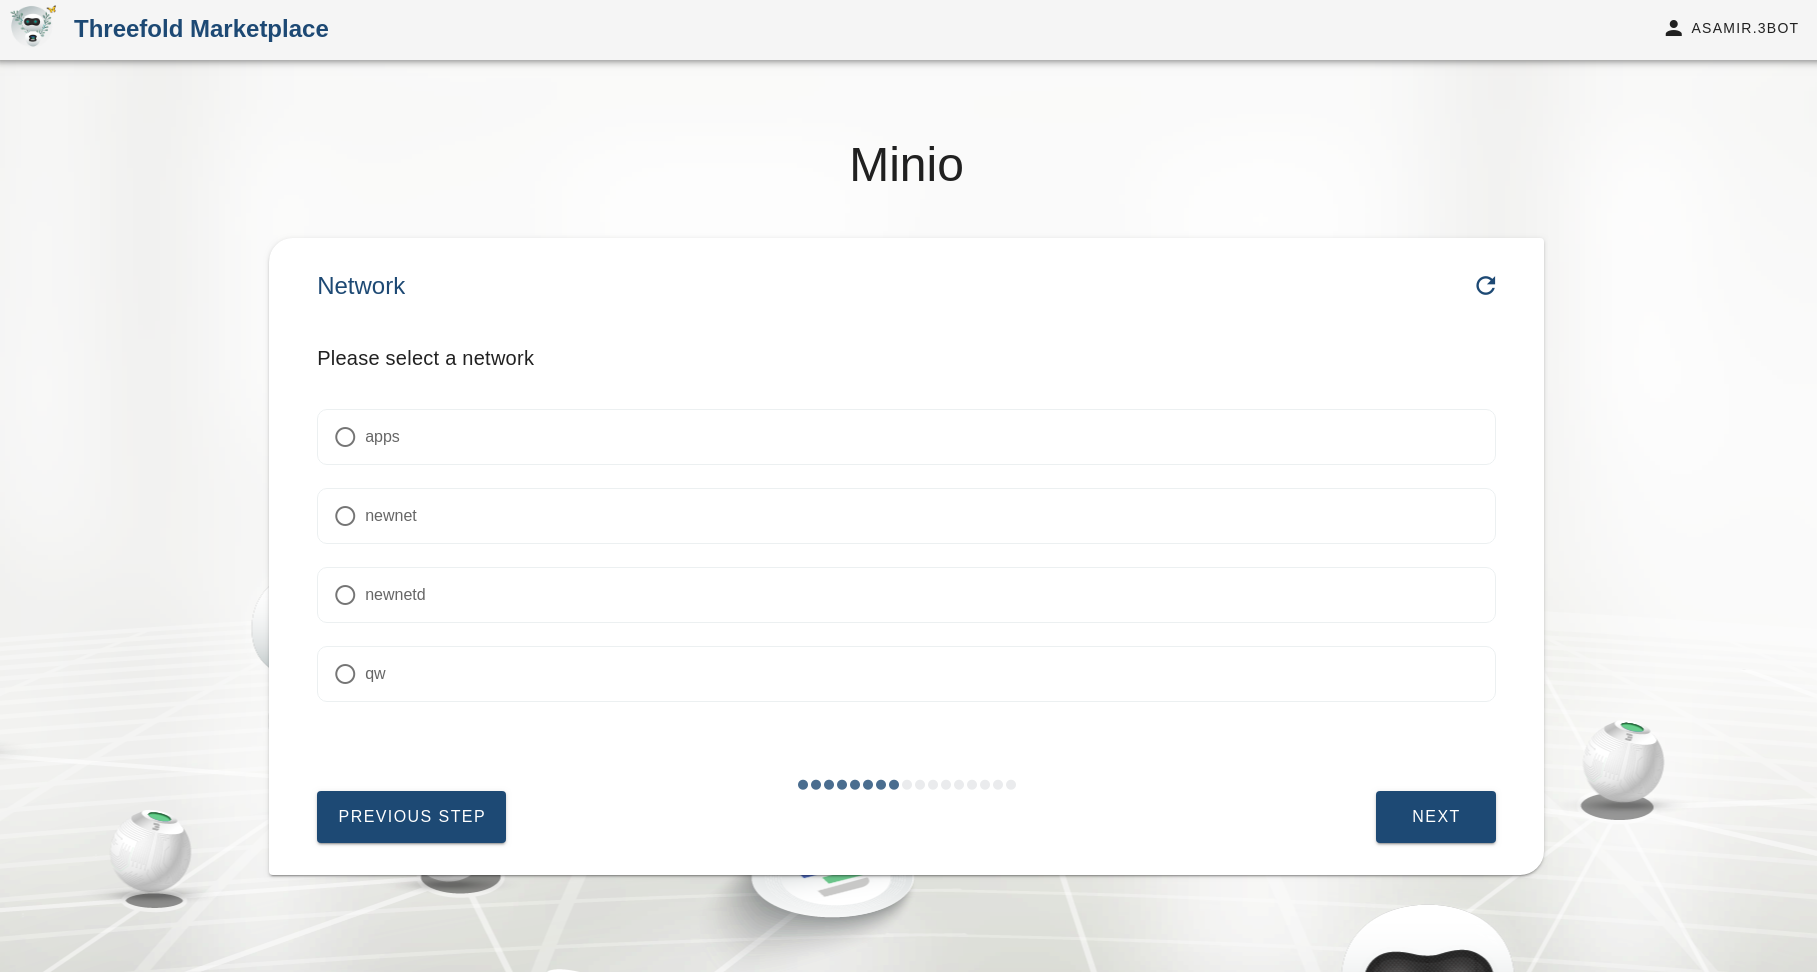 Threefold Marketplace
ASAMIR.3BOT
Minio
Network
Please select a network
apps
newnet
newnetd
qw
PREVIOUS STEP
NEXT